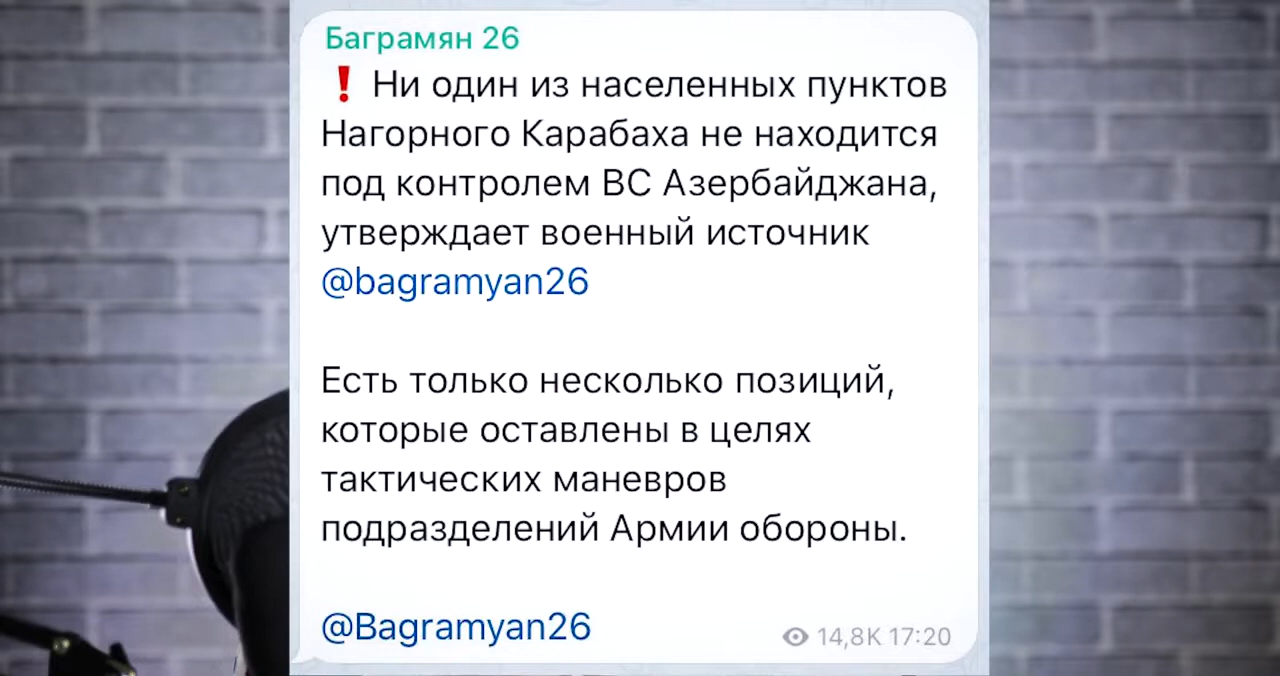 Баграмян 26
❗ Ни один из населенных пунктов
Нагорного Карабаха не находится
под контролем ВС Азербайджана,
утверждает военный источник
@bagramyan26
Есть только несколько позиций,
которые оставлены в целях
тактических маневров
подразделений Армии обороны.
@Bagramyan26
14,8K 17:20